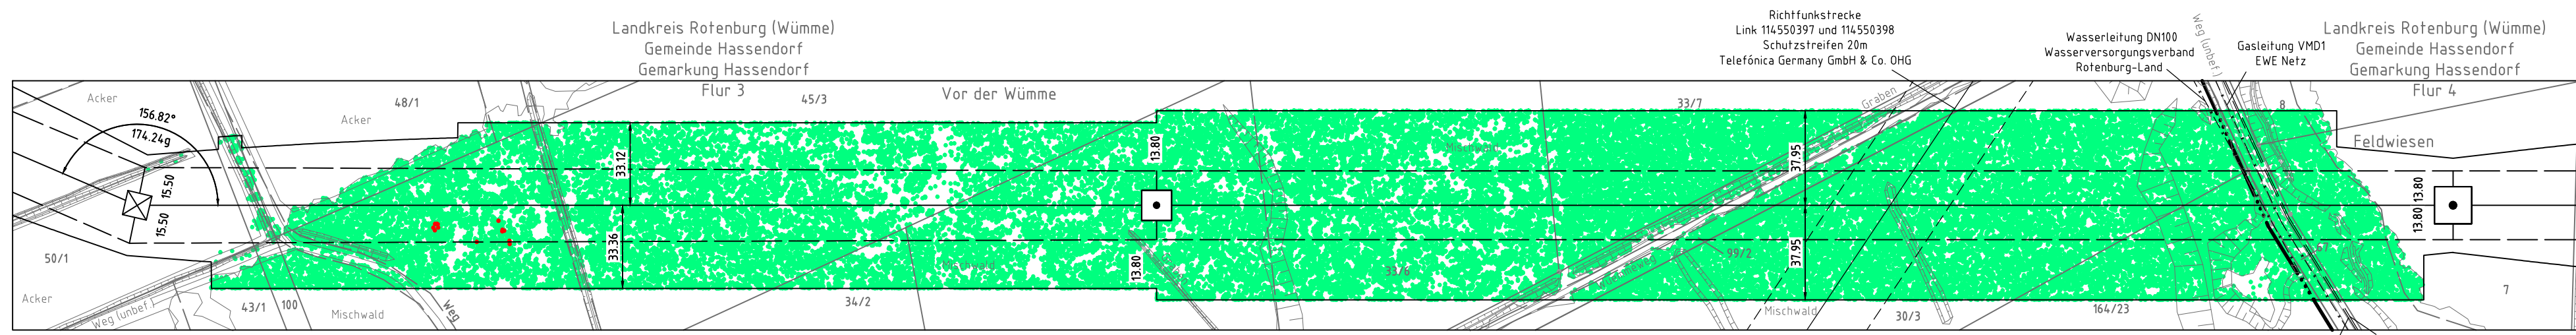 Landkreis Rotenburg (Wümme)
Gemeinde Hassendorf
Gemarkung Hassendorf
Flur 3
Richtfunkstrecke
Link 114550397 und 114550398
Schutzstreifen 20m
Telefónica Germany GmbH & Co. OHG
Wasserleitung DN100
Wasserversorgungsverband
Rotenburg-Land
Weg (unbef.)
Gasleitung VMD1
EWE Netz
Landkreis Rotenburg (Wümme)
Gemeinde Hassendorf
Gemarkung Hassendorf
Flur 4
Acker
48/1
45/3
Vor der Wümme
33/7
Graben
8
156.82°
174.24g
Acker
Feldwiesen
33.12
13.80
Mischwald
37.95
15.50
15.50
13.80
13.80
33.36
13.80
37.95
50/1
Mischwald
33/6
Wümmeweg
99/2
67
Acker
Weg (unbef.)
43/1
100
Mischwald
Weg
34/2
Mischwald
30/3
164/23
7